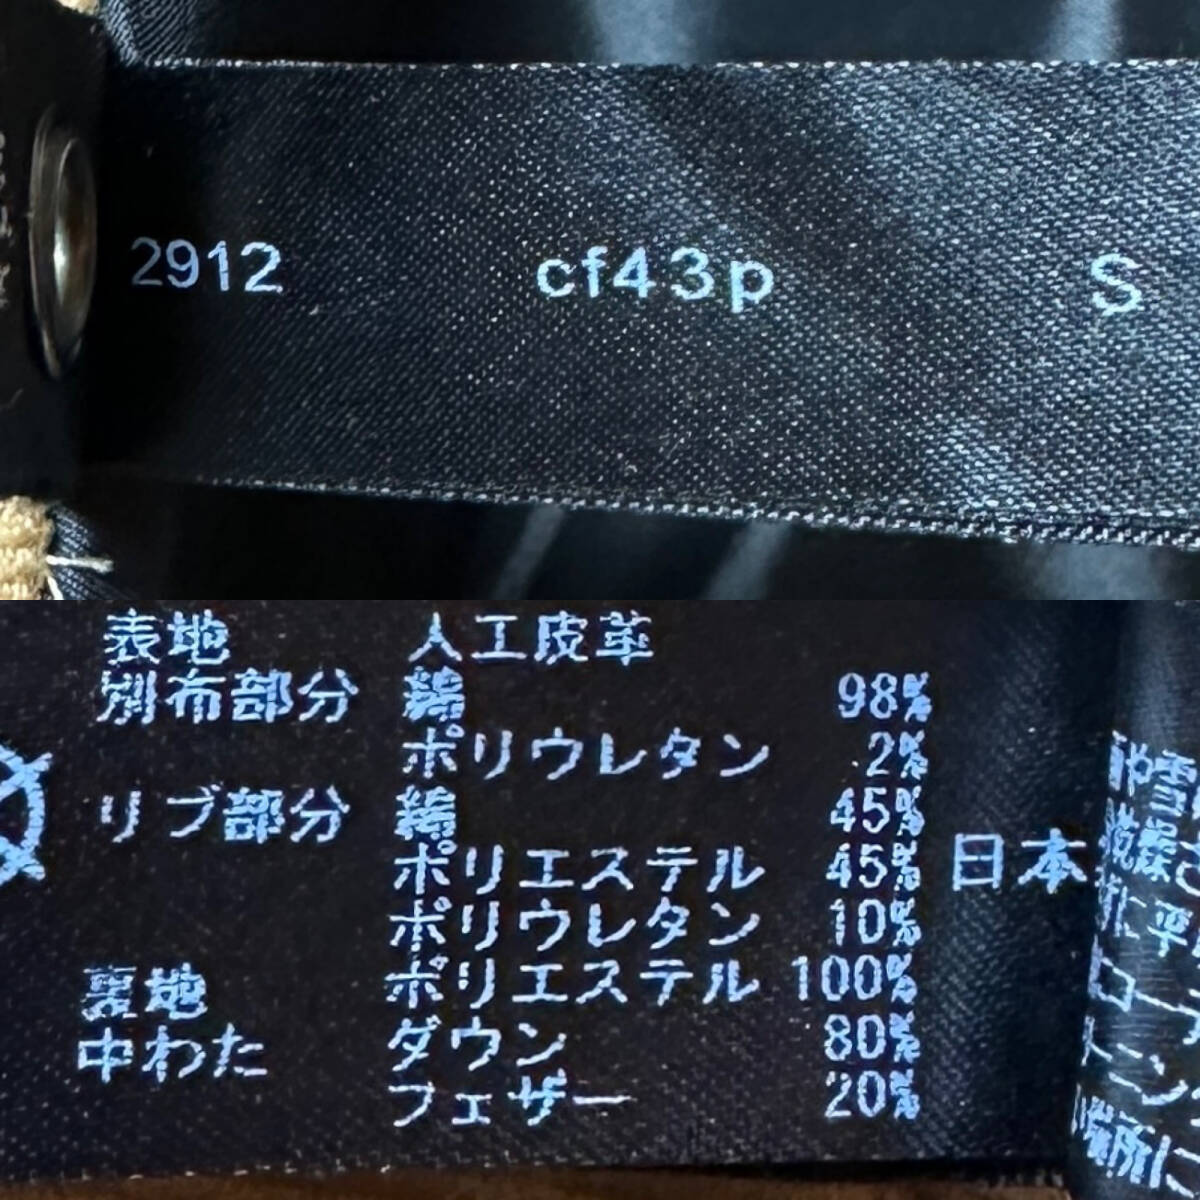 2912 cf43p S
表地 人工皮革
別布部分 綿 98%
ポリウレタン 2%
リブ部分 綿 45%
ポリエステル 45%
ポリウレタン 10%
裏地 ポリエステル 100%
中わた ダウン 80%
フェザー 20%
日本